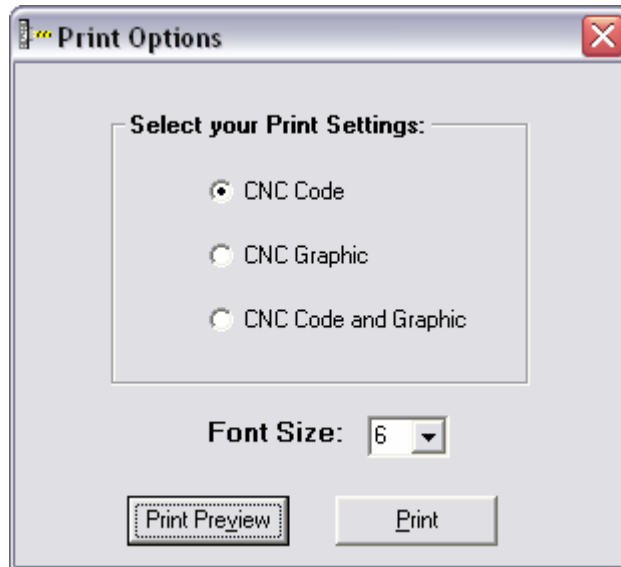 Print Options
Select your Print Settings:
CNC Code
CNC Graphic
CNC Code and Graphic
Font Size: 6
Print Preview Print